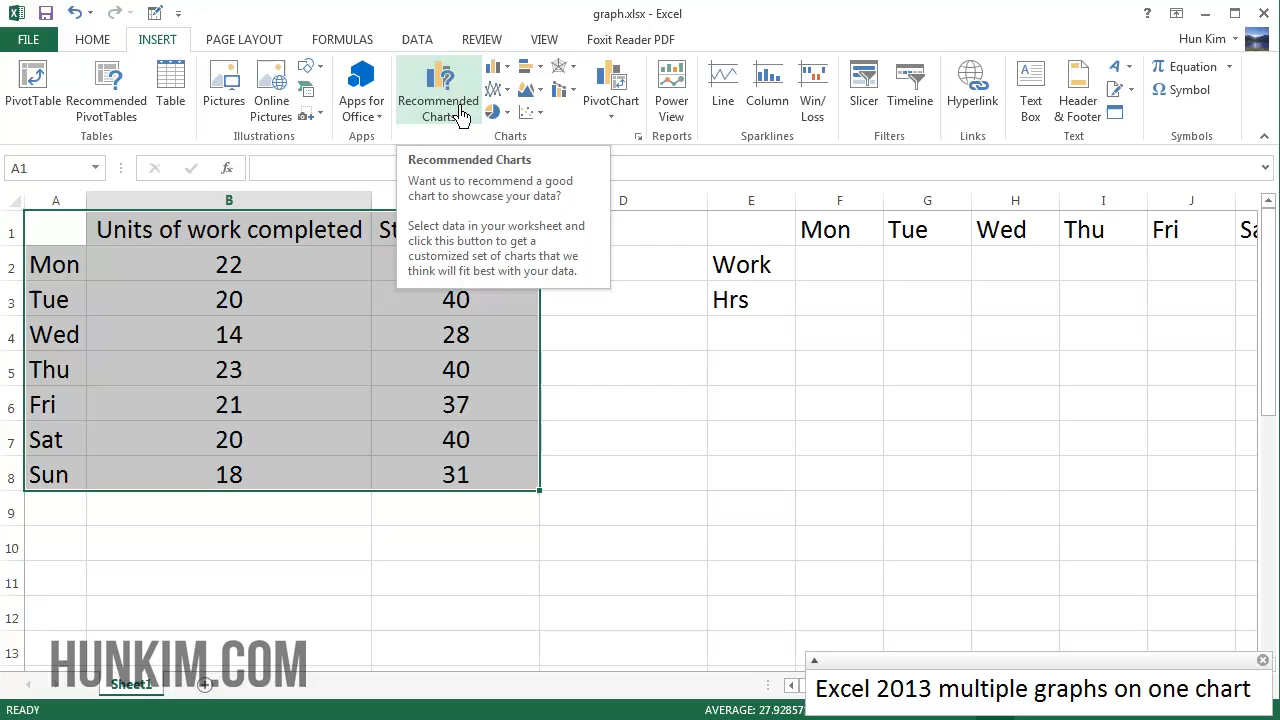 graph.xlsx - Excel
FILE HOME INSERT PAGE LAYOUT FORMULAS DATA REVIEW VIEW Foxit Reader PDF Hun Kim
PivotTable Recommended PivotTables Table
Tables
Pictures Online Pictures
Illustrations
Apps for Office
Apps
Recommended Charts
PivotChart
Charts
Power View
Reports
Line Column Win/Loss
Sparklines
Slicer Timeline
Filters
Hyperlink
Links
Text Box Header & Footer
Text
Equation
Symbol
Symbols
A1
fx
Recommended Charts
Want us to recommend a good
chart to showcase your data?
Select data in your worksheet and
click this button to get a
customized set of charts that we
think will fit best with your data.
A B D E F G H I J
1 Units of work completed St Mon Tue Wed Thu Fri Sa
2 Mon 22 Work
3 Tue 20 40 Hrs
4 Wed 14 28
5 Thu 23 40
6 Fri 21 37
7 Sat 20 40
8 Sun 18 31
9
10
11
12
13
HUNKIM.COM
Sheet1
Excel 2013 multiple graphs on one chart
READY
AVERAGE: 27.92857